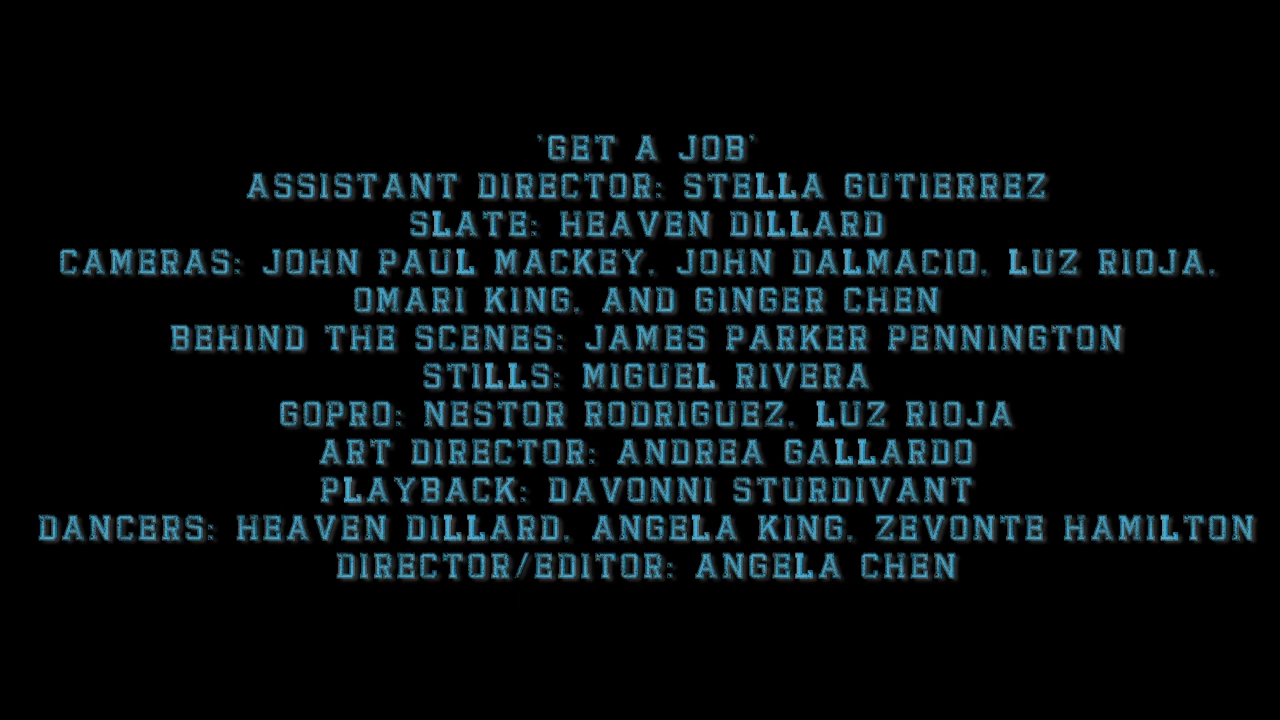 'GET A JOB'
ASSISTANT DIRECTOR: STELLA GUTIERREZ
SLATE: HEAVEN DILLARD
CAMERAS: JOHN PAUL MACKEY, JOHN DALMACIO, LUZ RIOJA,
OMARI KING, AND GINGER CHEN
BEHIND THE SCENES: JAMES PARKER PENNINGTON
STILLS: MIGUEL RIVERA
GOPRO: NESTOR RODRIGUEZ, LUZ RIOJA
ART DIRECTOR: ANDREA GALLARDO
PLAYBACK: DAVONNI STURDIVANT
DANCERS: HEAVEN DILLARD, ANGELA KING, ZEVONTE HAMILTON
DIRECTOR/EDITOR: ANGELA CHEN